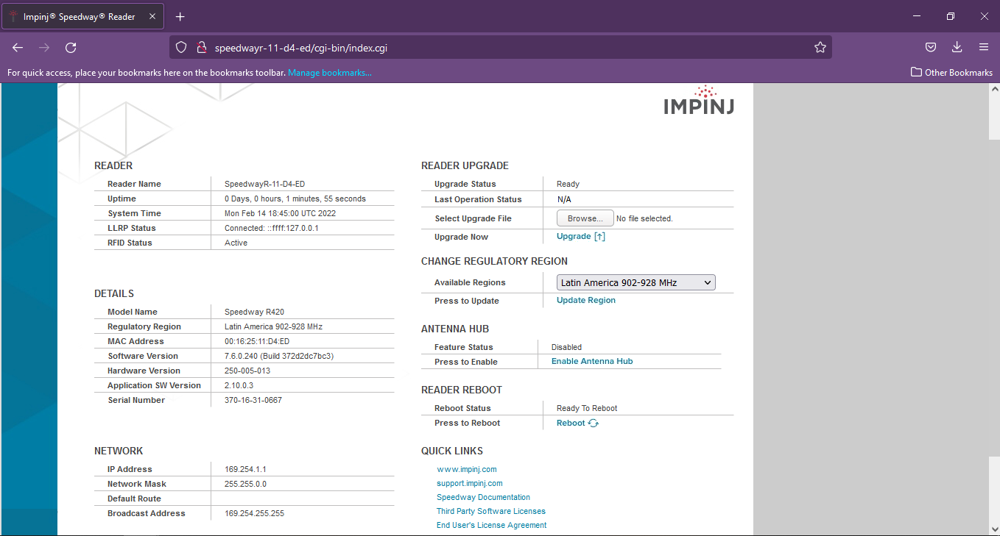 Impinj® Speedway® Reader
speedwayr-11-d4-ed/cgi-bin/index.cgi
For quick access, place your bookmarks here on the bookmarks toolbar. Manage bookmarks...
Other Bookmarks
IMPINJ
READER
Reader Name SpeedwayR-11-D4-ED
Uptime 0 Days, 0 hours, 1 minutes, 55 seconds
System Time Mon Feb 14 18:45:00 UTC 2022
LLRP Status Connected: ::ffff:127.0.0.1
RFID Status Active
DETAILS
Model Name Speedway R420
Regulatory Region Latin America 902-928 MHz
MAC Address 00:16:25:11:D4:ED
Software Version 7.6.0.240 (Build 372d2dc7bc3)
Hardware Version 250-005-013
Application SW Version 2.10.0.3
Serial Number 370-16-31-0667
NETWORK
IP Address 169.254.1.1
Network Mask 255.255.0.0
Default Route
Broadcast Address 169.254.255.255
READER UPGRADE
Upgrade Status Ready
Last Operation Status N/A
Select Upgrade File Browse... No file selected.
Upgrade Now Upgrade
CHANGE REGULATORY REGION
Available Regions Latin America 902-928 MHz
Press to Update Update Region
ANTENNA HUB
Feature Status Disabled
Press to Enable Enable Antenna Hub
READER REBOOT
Reboot Status Ready To Reboot
Press to Reboot Reboot
QUICK LINKS
www.impinj.com
support.impinj.com
Speedway Documentation
Third Party Software Licenses
End User's License Agreement